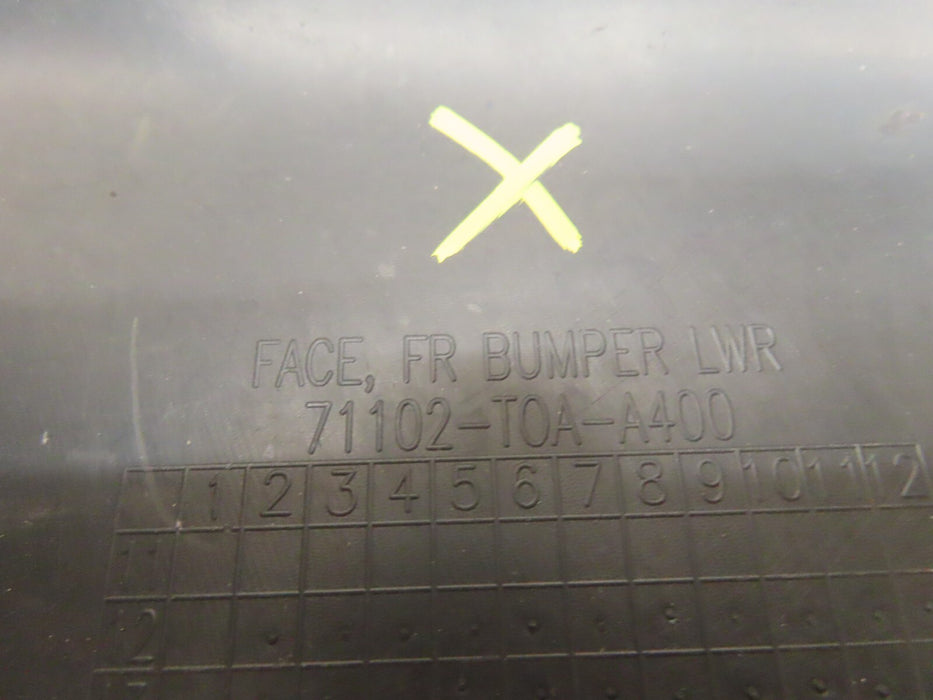 FACE, FR BUMPER LWR
71102-T0A-A400
1 2 3 4 5 6 7 8 9 10 11 12
11
12